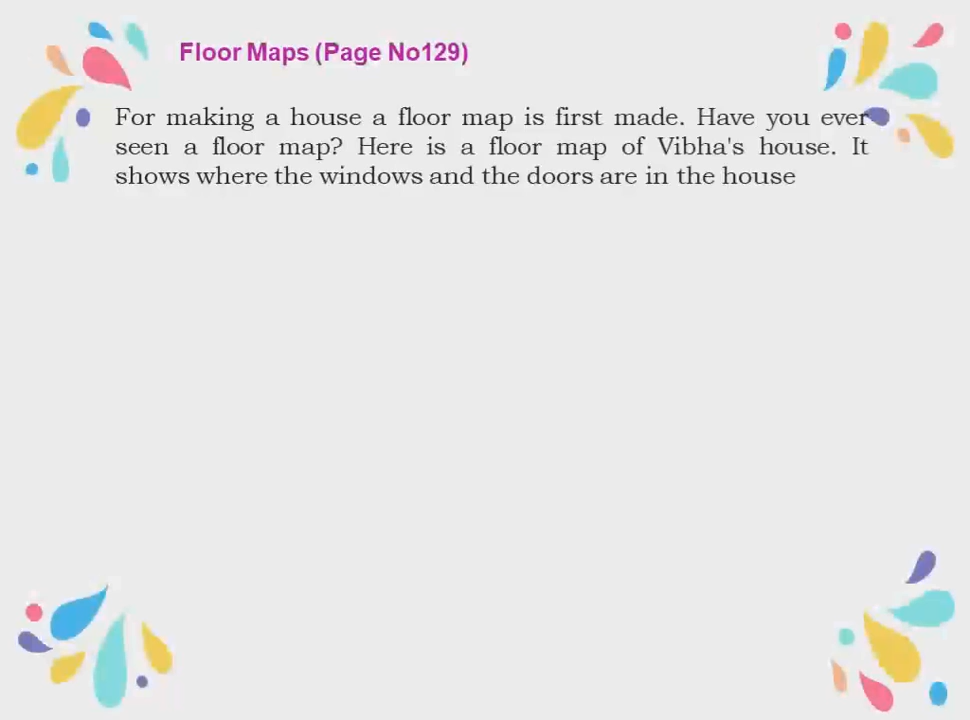 Floor Maps (Page No129)
For making a house a floor map is first made. Have you ever
seen a floor map? Here is a floor map of Vibha's house. It
shows where the windows and the doors are in the house